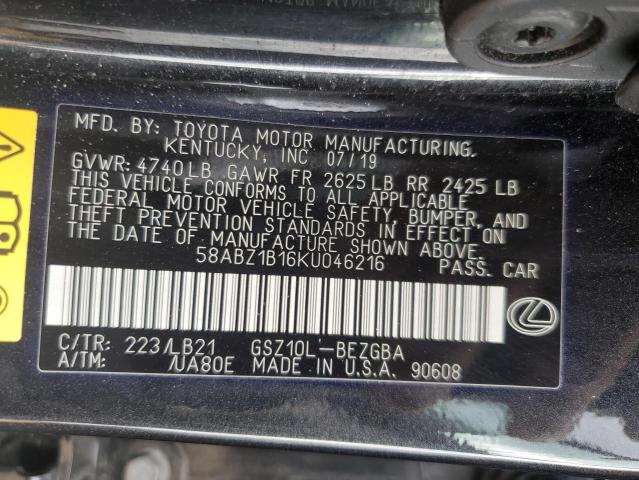 MFD. BY: TOYOTA MOTOR MANUFACTURING,
KENTUCKY, INC. 07/19
GVWR: 4740LB GAWR FR 2625LB RR 2425LB
THIS VEHICLE CONFORMS TO ALL APPLICABLE
FEDERAL MOTOR VEHICLE SAFETY, BUMPER, AND
THEFT PREVENTION STANDARDS IN EFFECT ON
THE DATE OF MANUFACTURE SHOWN ABOVE.
58ABZ1B16KU046216 PASS. CAR
C/TR: 223/LB21 GSZ10L-BEZGBA
A/TM: /UA80E MADE IN U.S.A. 90608